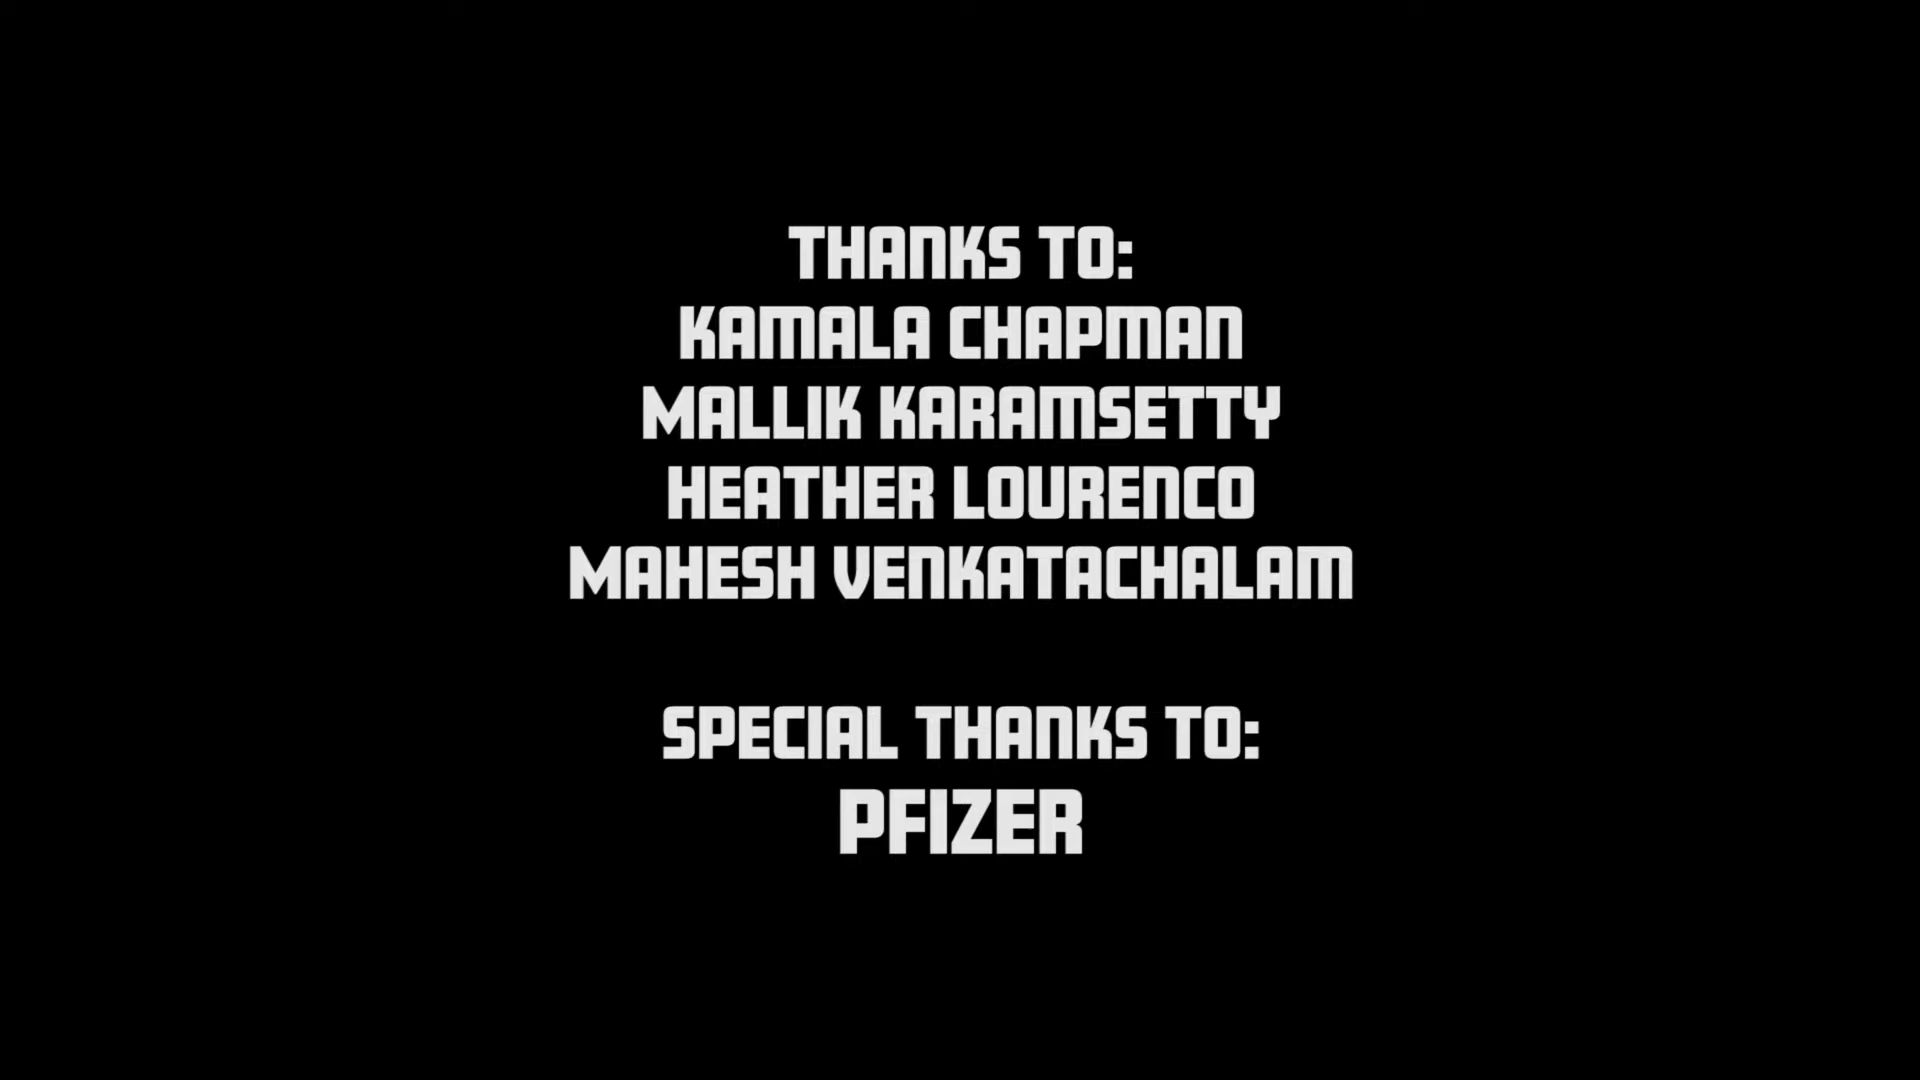 THANKS TO:
KAMALA CHAPMAN
MALLIK KARAMSETTY
HEATHER LOURENCO
MAHESH VENKATACHALAM
SPECIAL THANKS TO:
PFIZER